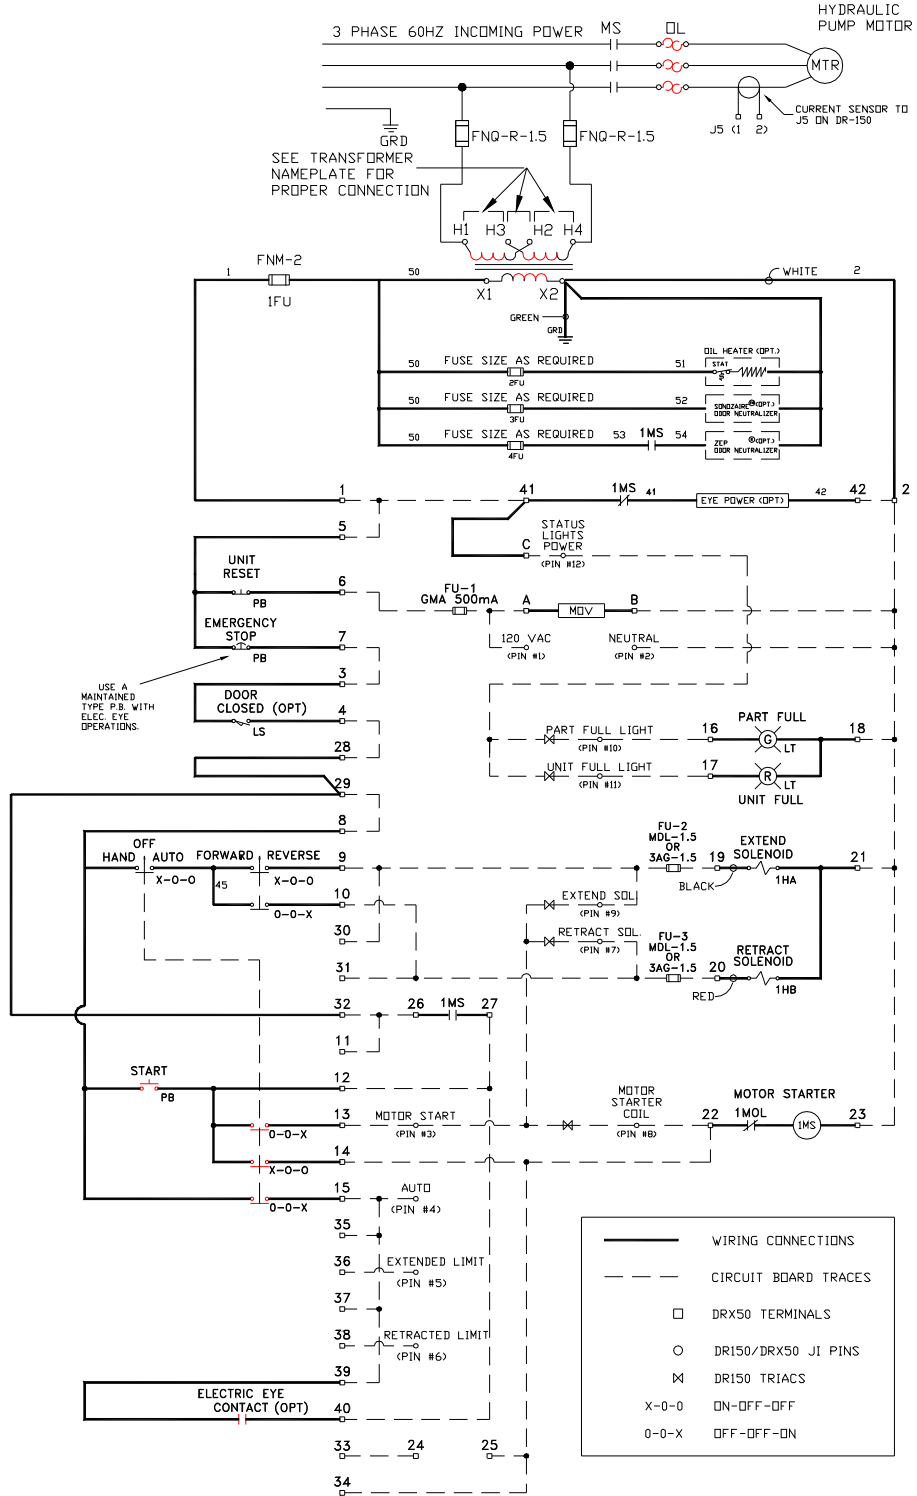 HYDRAULIC
PUMP MOTOR
3 PHASE 60HZ INCOMING POWER
MS
OL
MTR
CURRENT SENSOR TO
J5 ON DR-150
J5 (1 2)
GRD
FNQ-R-1.5
FNQ-R-1.5
SEE TRANSFORMER
NAMEPLATE FOR
PROPER CONNECTION
H1 H3 H2 H4
FNM-2
1
50
1FU
X1
X2
WHITE
2
GREEN
GRD
OIL HEATER (OPT.)
50
FUSE SIZE AS REQUIRED
51
STAT
2FU
50
FUSE SIZE AS REQUIRED
52
SONOZAIRE (OPT.)
ODOR NEUTRALIZER
3FU
50
FUSE SIZE AS REQUIRED
53
1MS
54
ZEP ® (OPT.)
ODOR NEUTRALIZER
4FU
1
41
1MS
41
EYE POWER (OPT)
42
42
2
5
STATUS
LIGHTS
POWER
C
(PIN #12)
UNIT
RESET
6
PB
FU-1
GMA 500mA
A
MOV
B
EMERGENCY
STOP
7
PB
120 VAC
(PIN #1)
NEUTRAL
(PIN #2)
USE A
MAINTAINED
TYPE P.B. WITH
ELEC. EYE
OPERATIONS.
3
DOOR
CLOSED (OPT)
4
LS
PART FULL LIGHT
(PIN #10)
16
PART FULL
G
LT
18
28
UNIT FULL LIGHT
(PIN #11)
17
R
LT
UNIT FULL
29
8
OFF
HAND
AUTO
X-O-O
FORWARD
REVERSE
X-O-O
9
45
O-O-X
10
FU-2
MDL-1.5
OR
3AG-1.5
19
BLACK
EXTEND
SOLENOID
1HA
21
EXTEND SOL.
(PIN #9)
30
RETRACT SOL.
(PIN #7)
FU-3
MDL-1.5
OR
3AG-1.5
20
RED
RETRACT
SOLENOID
1HB
31
32
26
1MS
27
11
START
PB
12
13
O-O-X
MOTOR START
(PIN #3)
MOTOR
STARTER
COIL
(PIN #8)
22
MOTOR STARTER
1MOL
1MS
23
14
X-O-O
15
O-O-X
AUTO
(PIN #4)
35
36
EXTENDED LIMIT
(PIN #5)
37
38
RETRACTED LIMIT
(PIN #6)
39
ELECTRIC EYE
CONTACT (OPT)
40
33
24
25
34
WIRING CONNECTIONS
CIRCUIT BOARD TRACES
DRX50 TERMINALS
DR150/DRX50 JI PINS
DR150 TRIACS
X-O-O ON-OFF-OFF
O-O-X OFF-OFF-ON